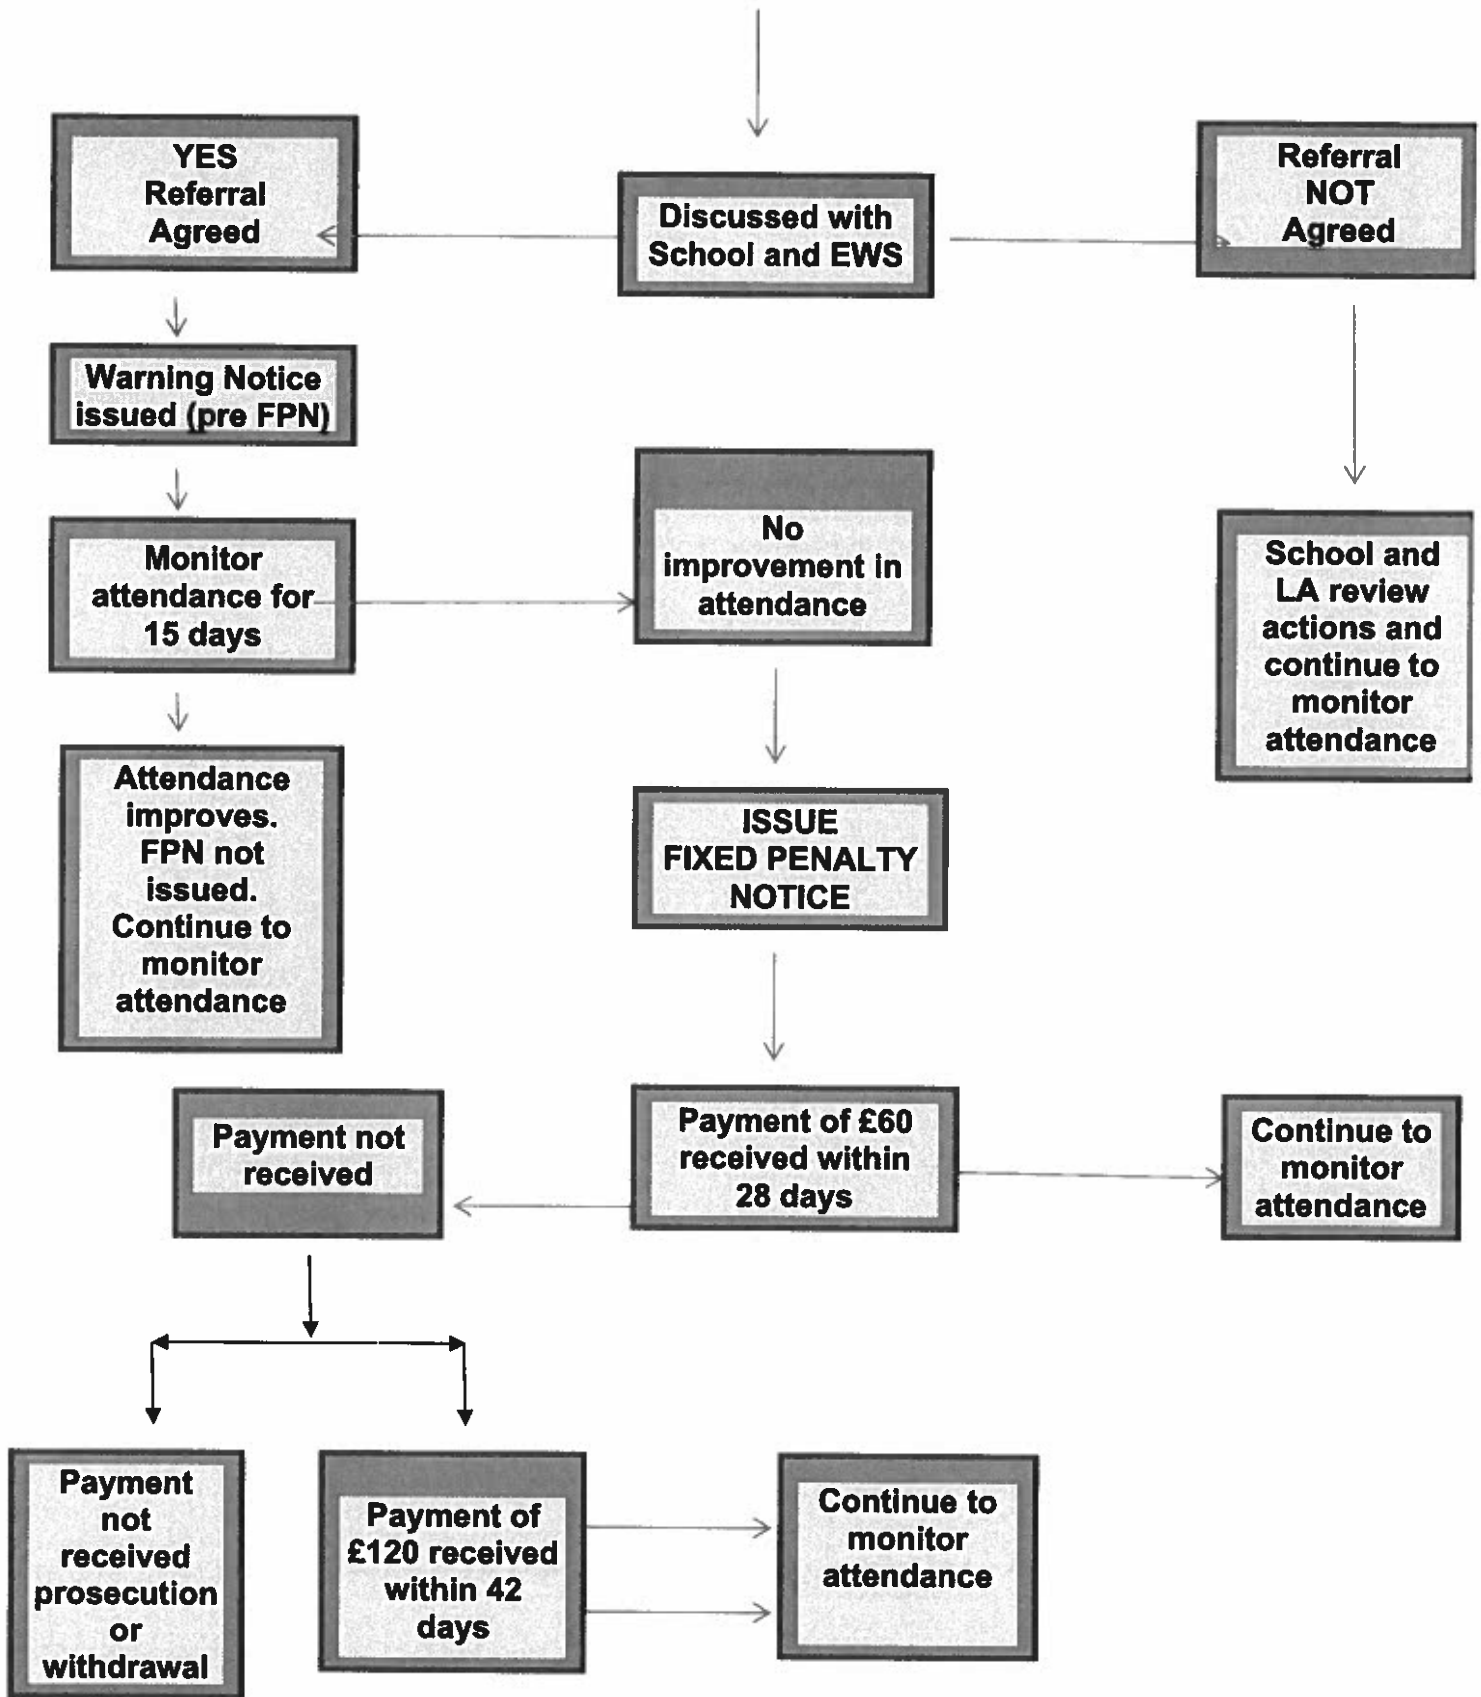 YES
Referral
Agreed
Discussed with
School and EWS
Referral
NOT
Agreed
Warning Notice
issued (pre FPN)
Monitor
attendance for
15 days
No
improvement in
attendance
School and
LA review
actions and
continue to
monitor
attendance
Attendance
improves.
FPN not
issued.
Continue to
monitor
attendance
ISSUE
FIXED PENALTY
NOTICE
Payment not
received
Payment of £60
received within
28 days
Continue to
monitor
attendance
Payment
not
received
prosecution
or
withdrawal
Payment of
£120 received
within 42
days
Continue to
monitor
attendance